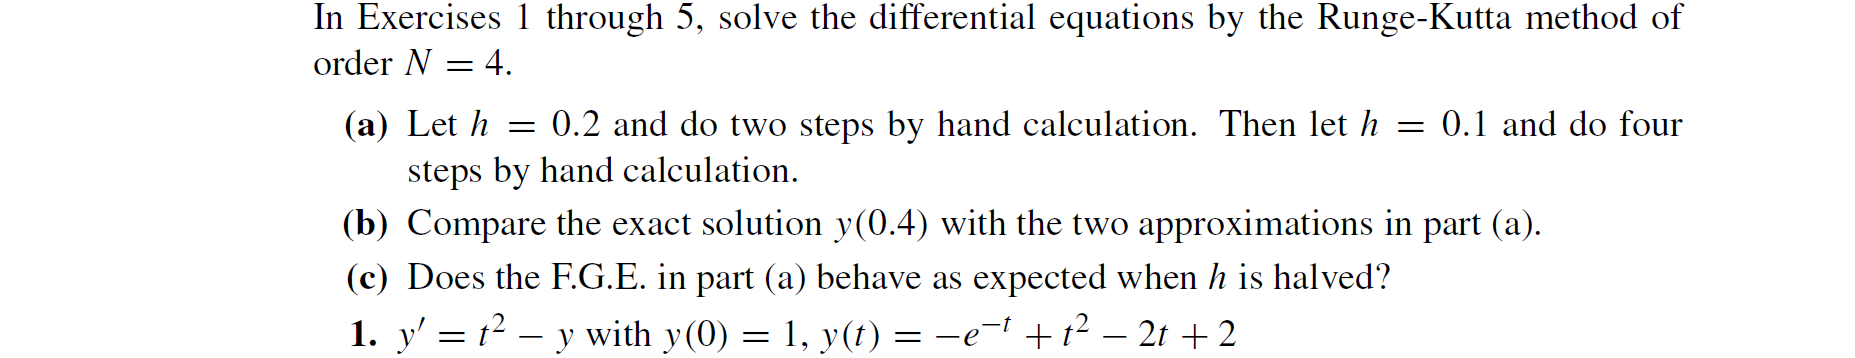 In Exercises 1 through 5, solve the differential equations by the Runge-Kutta method of
order N = 4.
(a) Let h = 0.2 and do two steps by hand calculation. Then let h = 0.1 and do four
steps by hand calculation.
(b) Compare the exact solution y(0.4) with the two approximations in part (a).
(c) Does the F.G.E. in part (a) behave as expected when h is halved?
1. y′ = t² − y with y(0) = 1, y(t) = −e⁻ᵗ + t² − 2t + 2